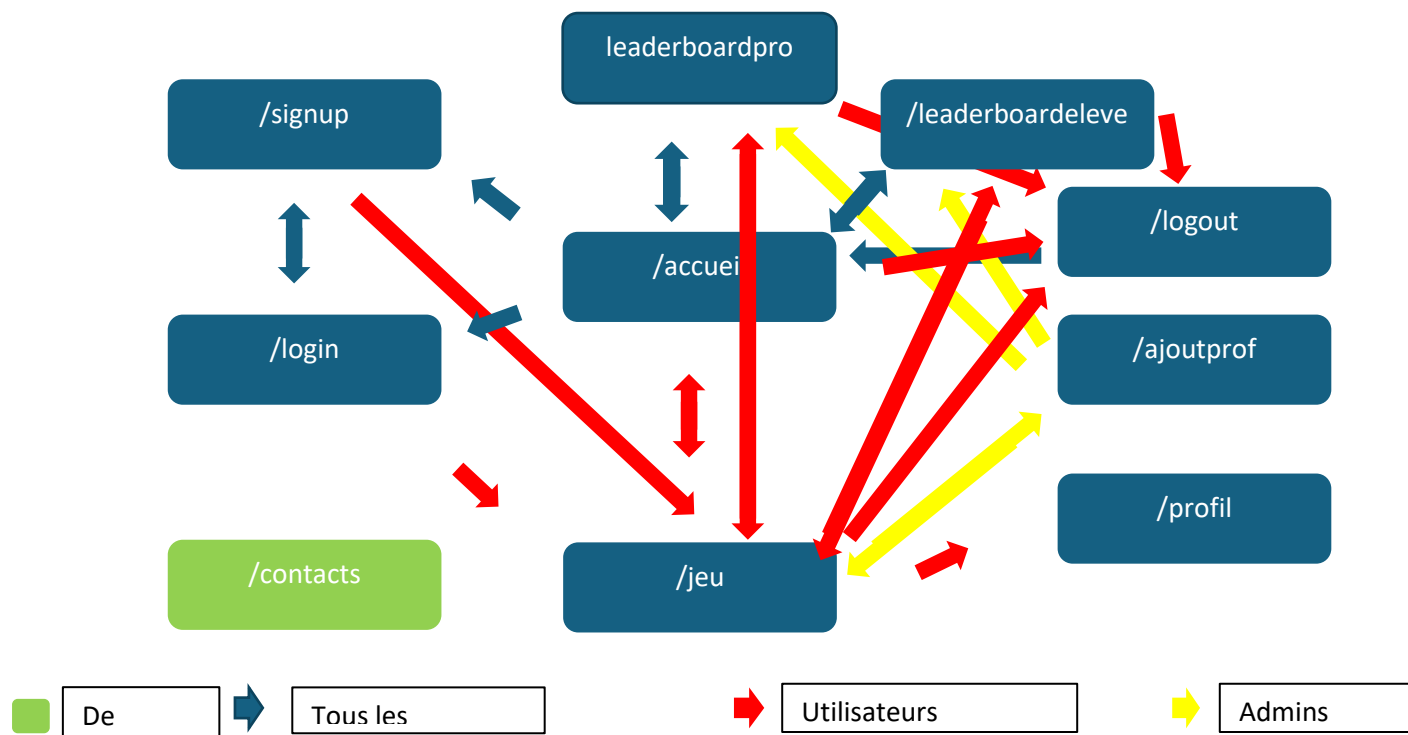 leaderboardpro
/signup
/leaderboardeleve
/logout
/accuei
/login
/ajoutprof
/profil
/contacts
/jeu
De
Tous les
Utilisateurs
Admins